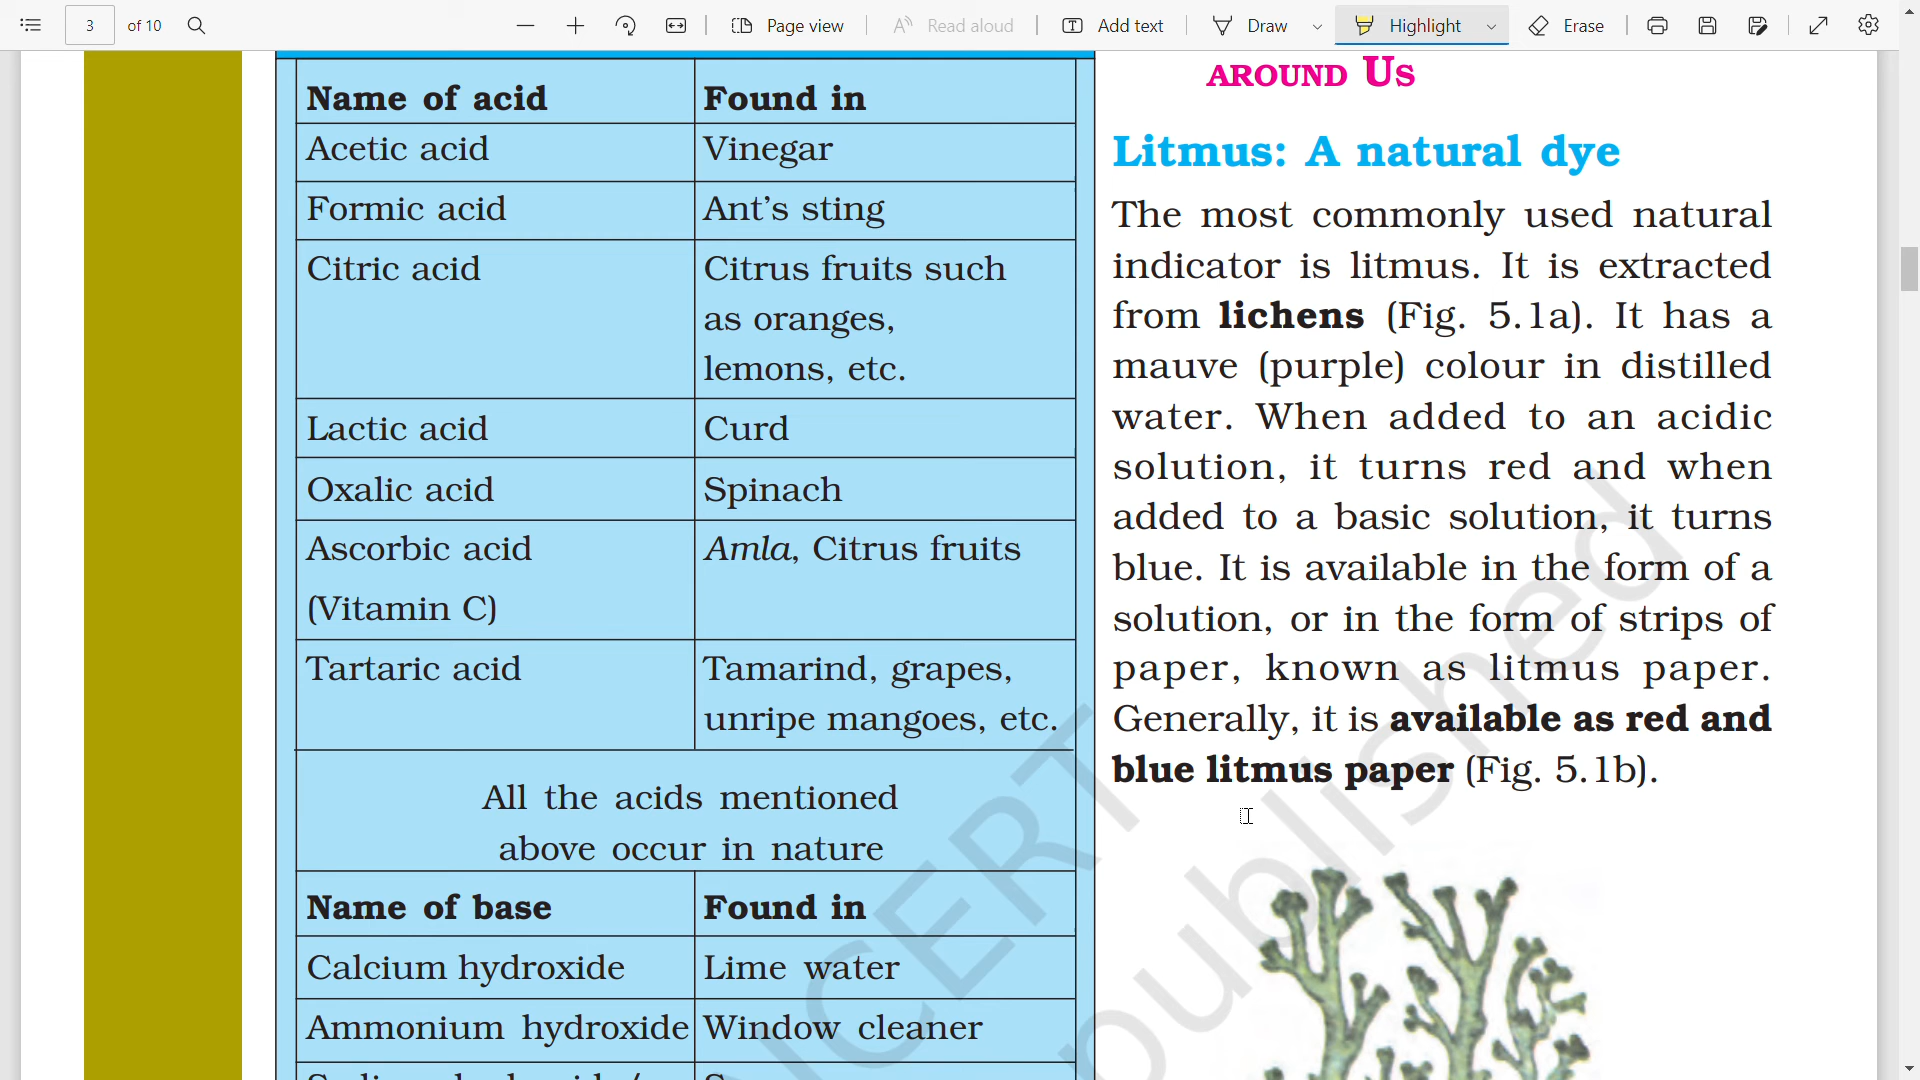 3 of 10 Page view Read aloud Add text Draw Highlight Erase
Name of acid Found in
Acetic acid Vinegar
Formic acid Ant's sting
Citric acid Citrus fruits such
as oranges,
lemons, etc.
Lactic acid Curd
Oxalic acid Spinach
Ascorbic acid Amla, Citrus fruits
(Vitamin C)
Tartaric acid Tamarind, grapes,
unripe mangoes, etc.
All the acids mentioned
above occur in nature
Name of base Found in
Calcium hydroxide Lime water
Ammonium hydroxide Window cleaner
AROUND US
Litmus: A natural dye
The most commonly used natural
indicator is litmus. It is extracted
from lichens (Fig. 5.1a). It has a
mauve (purple) colour in distilled
water. When added to an acidic
solution, it turns red and when
added to a basic solution, it turns
blue. It is available in the form of a
solution, or in the form of strips of
paper, known as litmus paper.
Generally, it is available as red and
blue litmus paper (Fig. 5.1b).
NCERT
published